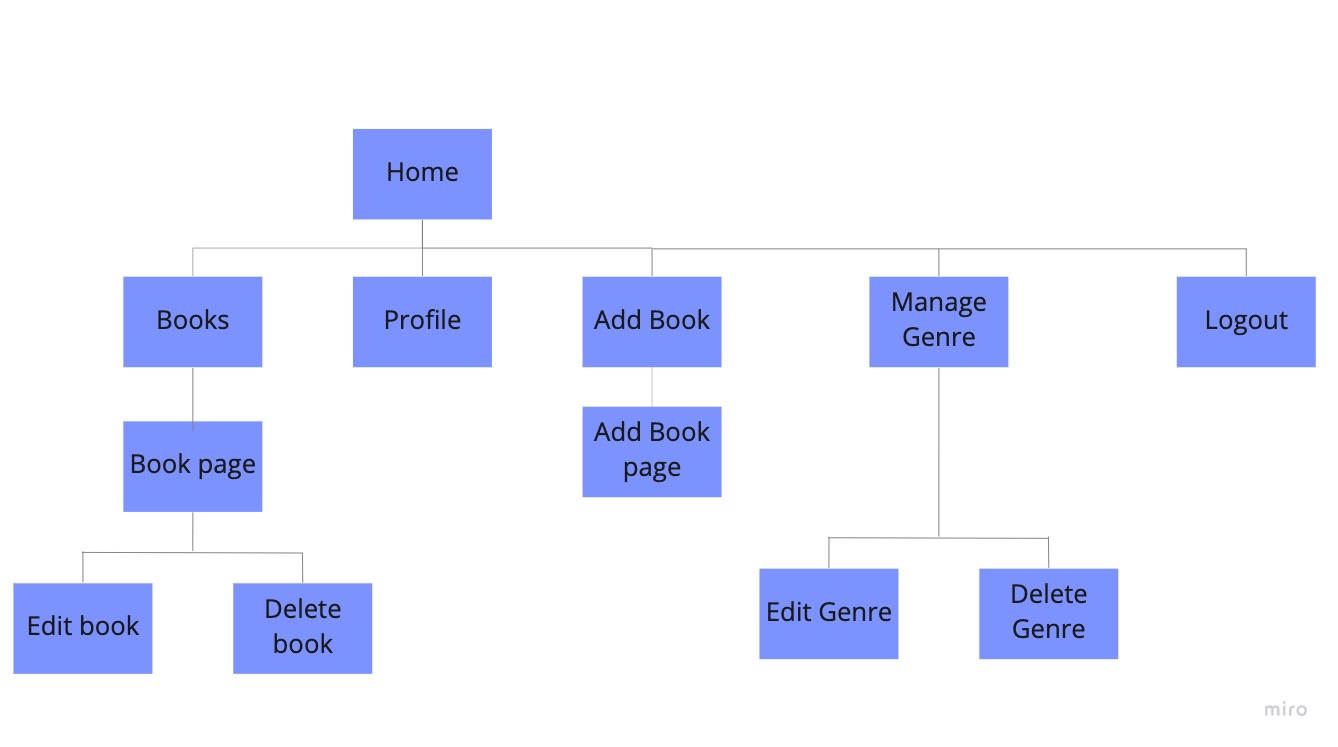 Home
Books
Profile
Add Book
Manage
Genre
Logout
Book page
Add Book
page
Edit book
Delete
book
Edit Genre
Delete
Genre
miro